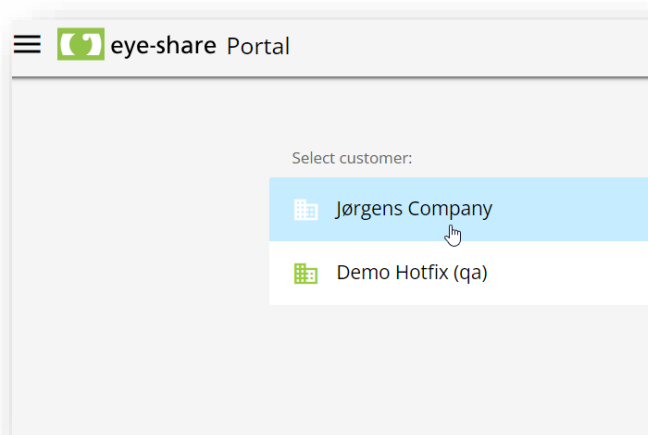 eye-share Portal
Select customer:
Jørgens Company
Demo Hotfix (qa)